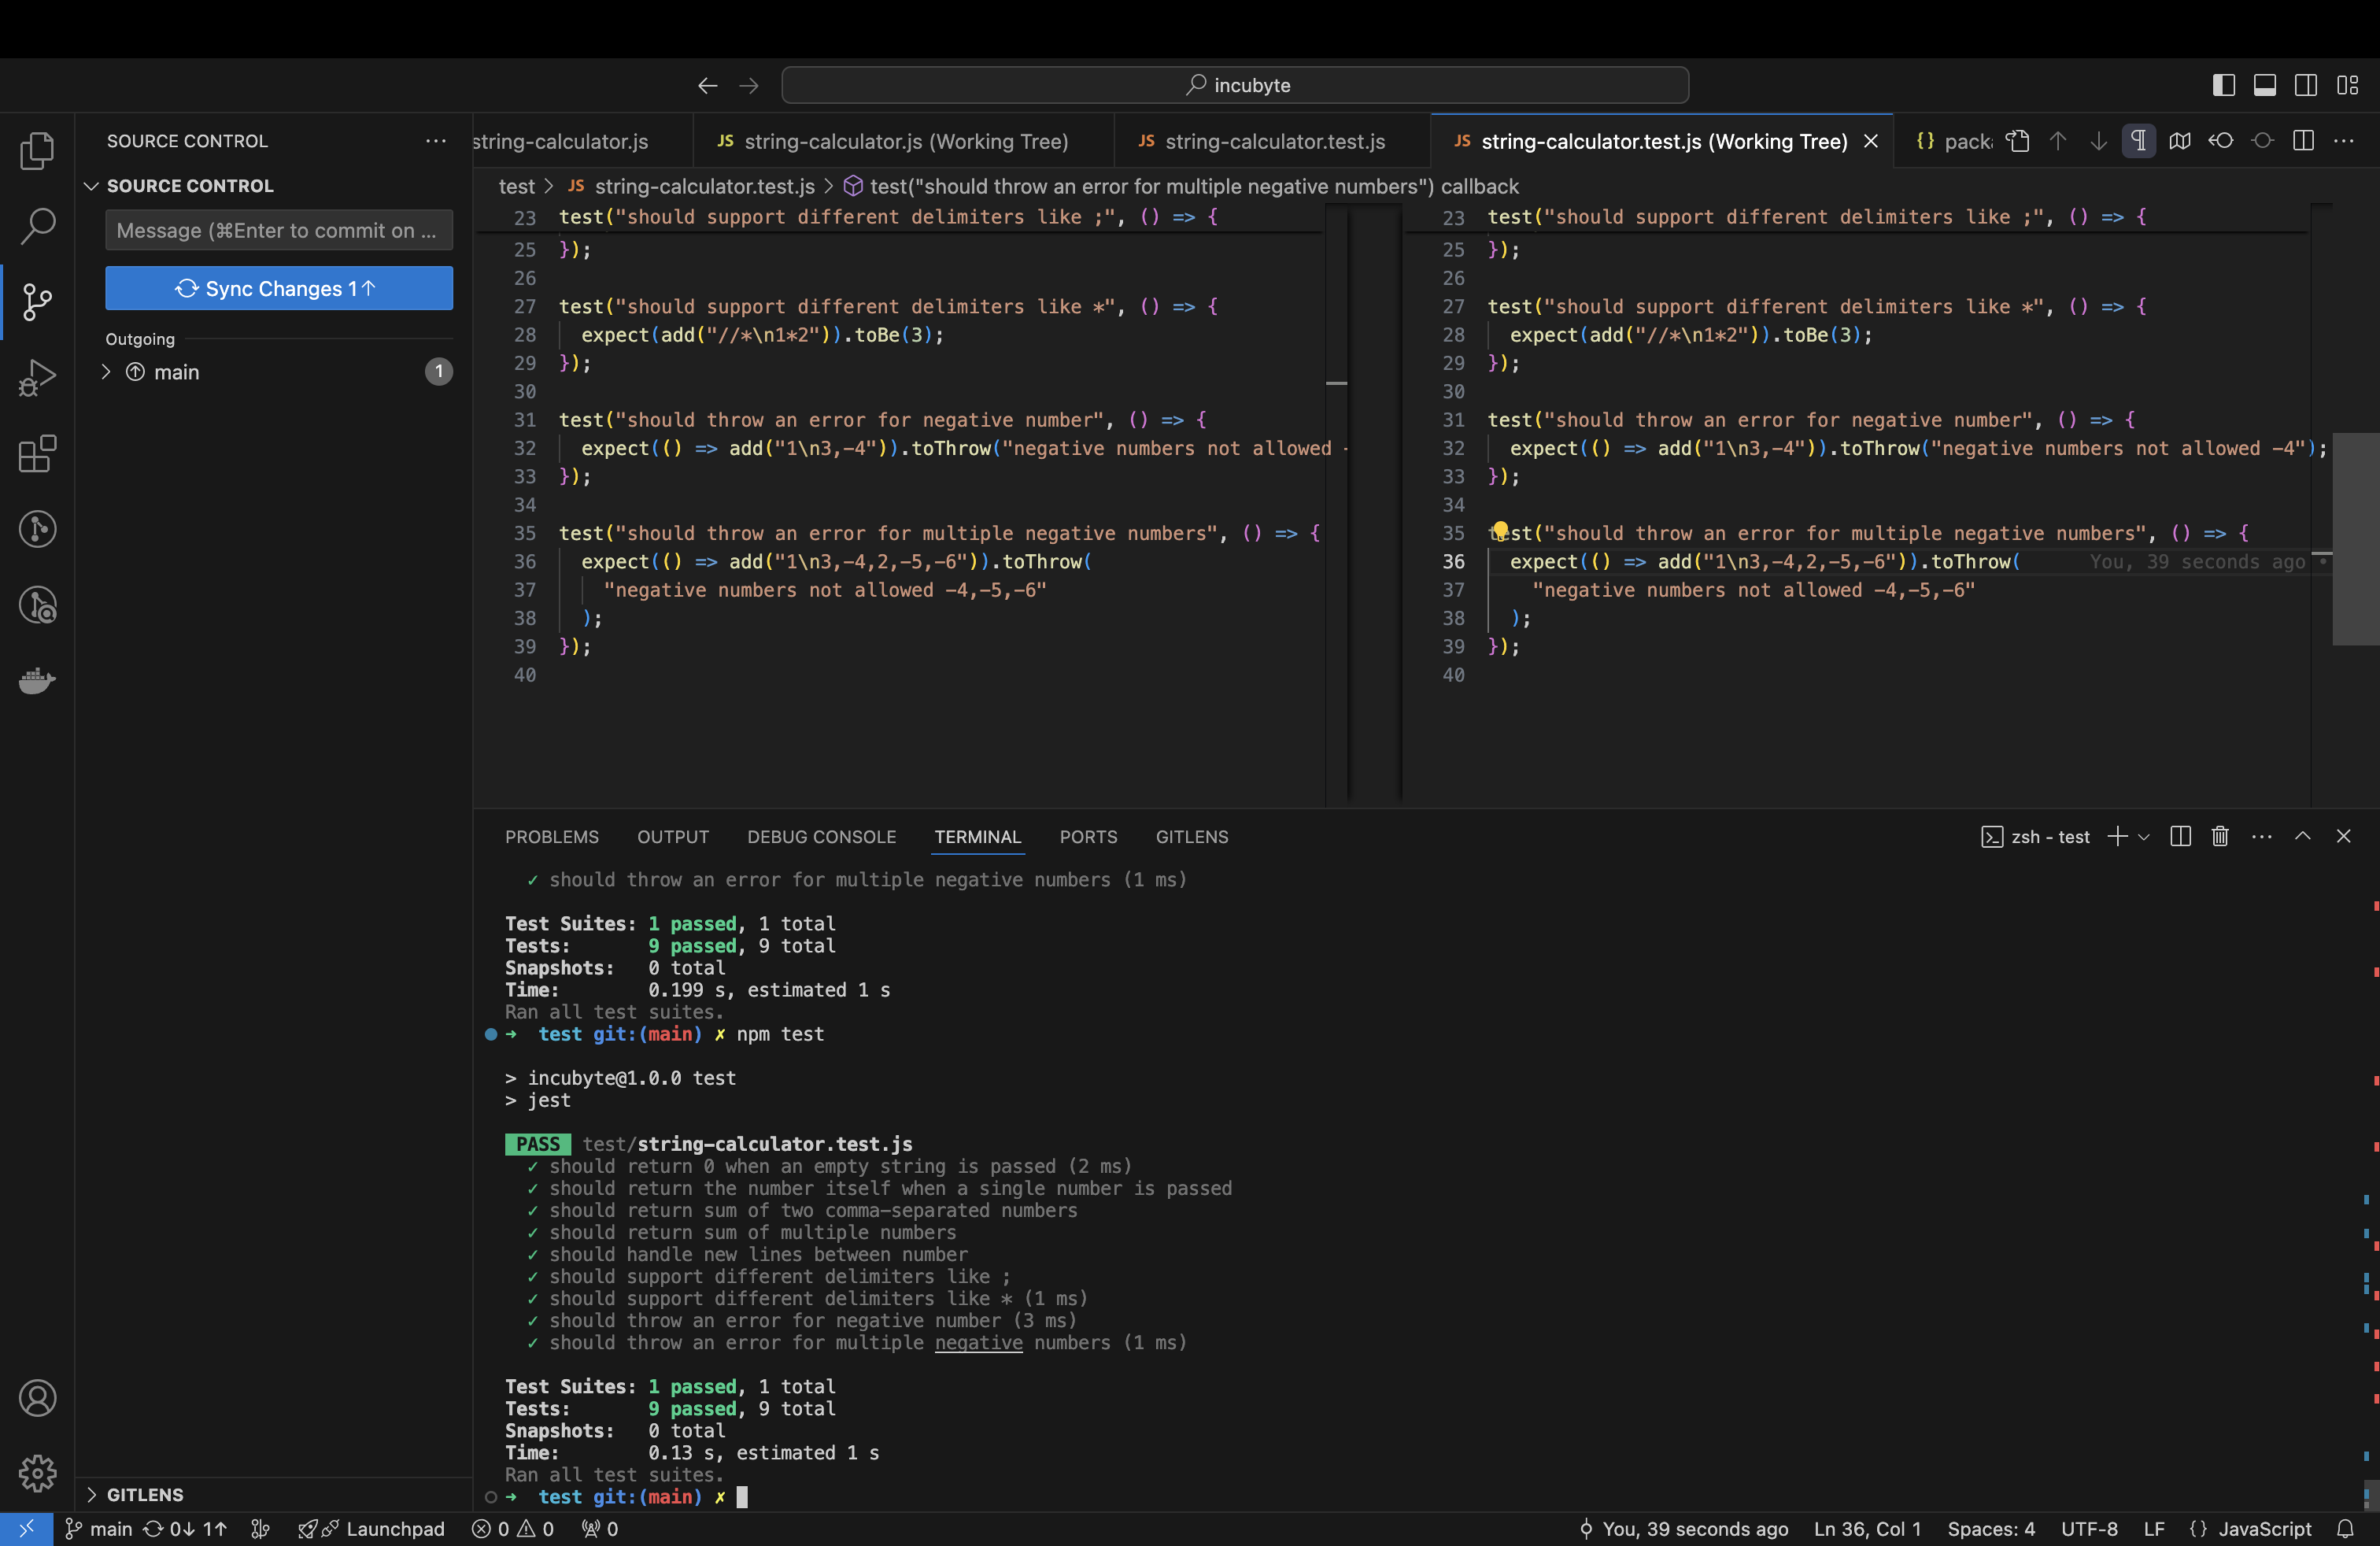 incubyte
SOURCE CONTROL
string-calculator.js
JS string-calculator.js (Working Tree)
JS string-calculator.test.js
JS string-calculator.test.js (Working Tree)
{} pack
SOURCE CONTROL
Message (⌘Enter to commit on ...
Sync Changes 1↑
Outgoing
main 1
GITLENS
test > JS string-calculator.test.js > test("should throw an error for multiple negative numbers") callback
23 test("should support different delimiters like ;", () => {
25 });
26
27 test("should support different delimiters like *", () => {
28 expect(add("//*\n1*2")).toBe(3);
29 });
30
31 test("should throw an error for negative number", () => {
32 expect(() => add("1\n3,-4")).toThrow("negative numbers not allowed -
33 });
34
35 test("should throw an error for multiple negative numbers", () => {
36 expect(() => add("1\n3,-4,2,-5,-6")).toThrow(
37 "negative numbers not allowed -4,-5,-6"
38 );
39 });
40
23 test("should support different delimiters like ;", () => {
25 });
26
27 test("should support different delimiters like *", () => {
28 expect(add("//*\n1*2")).toBe(3);
29 });
30
31 test("should throw an error for negative number", () => {
32 expect(() => add("1\n3,-4")).toThrow("negative numbers not allowed -4");
33 });
34
35 test("should throw an error for multiple negative numbers", () => {
36 expect(() => add("1\n3,-4,2,-5,-6")).toThrow( You, 39 seconds ago •
37 "negative numbers not allowed -4,-5,-6"
38 );
39 });
40
PROBLEMS OUTPUT DEBUG CONSOLE TERMINAL PORTS GITLENS
zsh - test
✓ should throw an error for multiple negative numbers (1 ms)
Test Suites: 1 passed, 1 total
Tests: 9 passed, 9 total
Snapshots: 0 total
Time: 0.199 s, estimated 1 s
Ran all test suites.
➜ test git:(main) ✗ npm test
> incubyte@1.0.0 test
> jest
PASS test/string-calculator.test.js
✓ should return 0 when an empty string is passed (2 ms)
✓ should return the number itself when a single number is passed
✓ should return sum of two comma-separated numbers
✓ should return sum of multiple numbers
✓ should handle new lines between number
✓ should support different delimiters like ;
✓ should support different delimiters like * (1 ms)
✓ should throw an error for negative number (3 ms)
✓ should throw an error for multiple negative numbers (1 ms)
Test Suites: 1 passed, 1 total
Tests: 9 passed, 9 total
Snapshots: 0 total
Time: 0.13 s, estimated 1 s
Ran all test suites.
➜ test git:(main) ✗
main 0↓ 1↑ Launchpad 0 0 0
You, 39 seconds ago Ln 36, Col 1 Spaces: 4 UTF-8 LF {} JavaScript